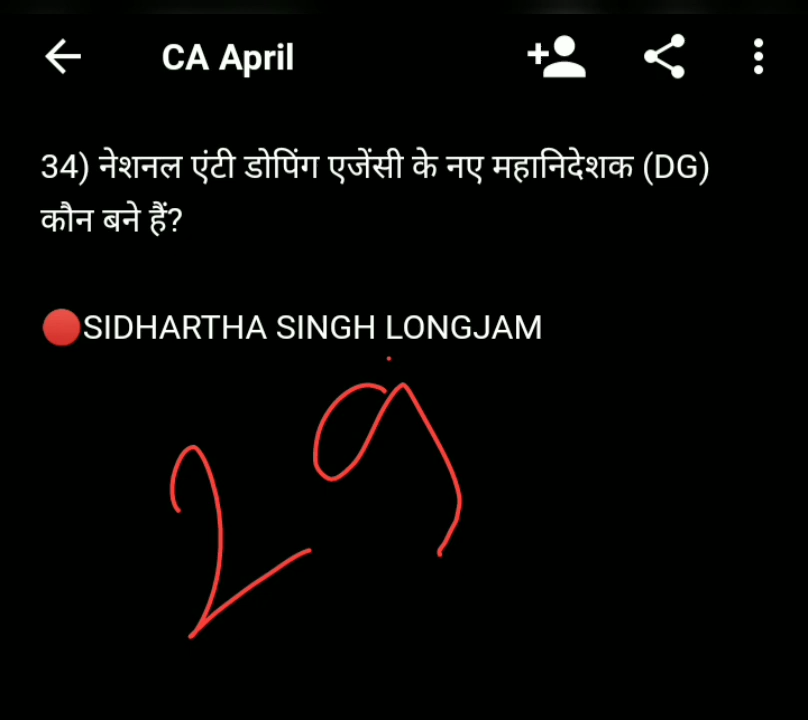 CA April
34) नेशनल एंटी डोपिंग एजेंसी के नए महानिदेशक (DG)
कौन बने हैं?
🔴SIDHARTHA SINGH LONGJAM
29